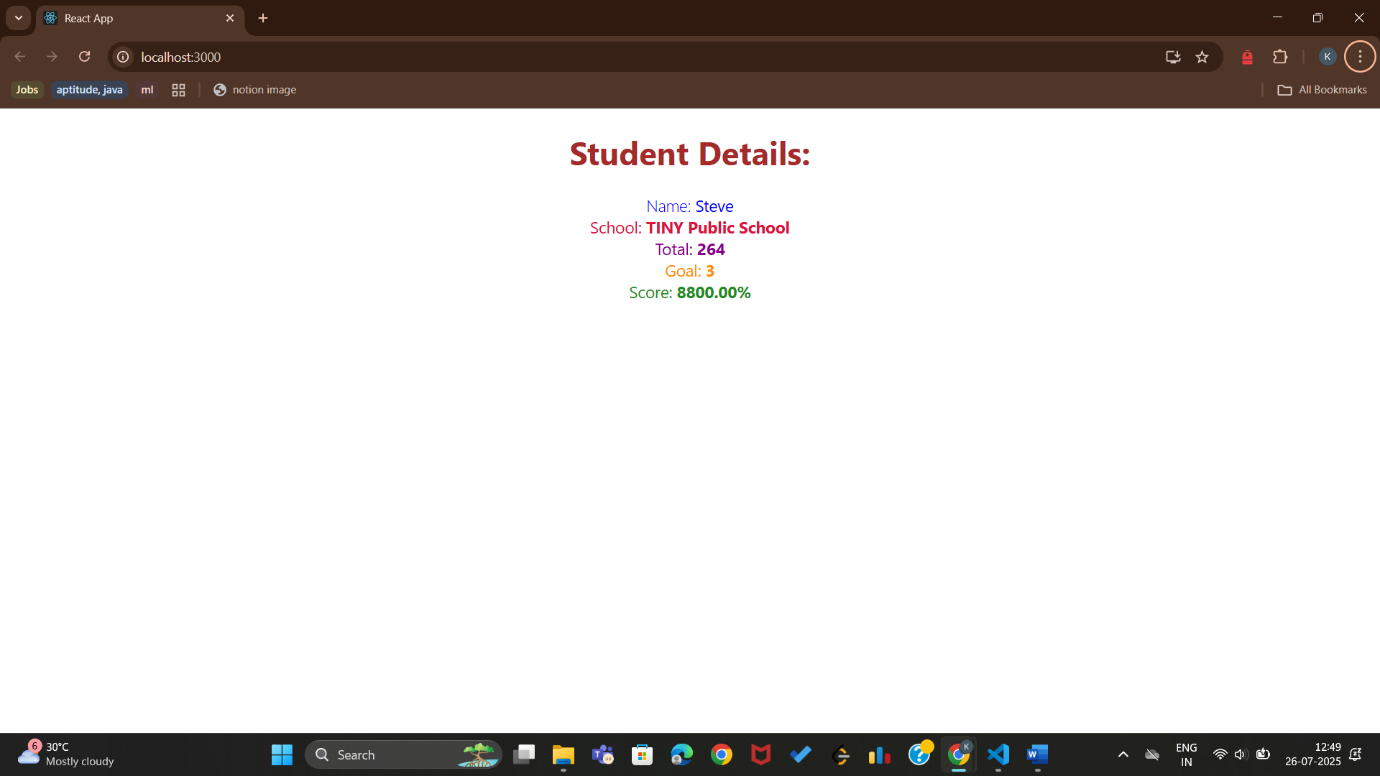 React App
localhost:3000
K
Jobs
aptitude, java
ml
notion image
All Bookmarks
Student Details:
Name: Steve
School: TINY Public School
Total: 264
Goal: 3
Score: 8800.00%
6
30°C
Mostly cloudy
Search
T
K
W
ENG
IN
12:49
26-07-2025